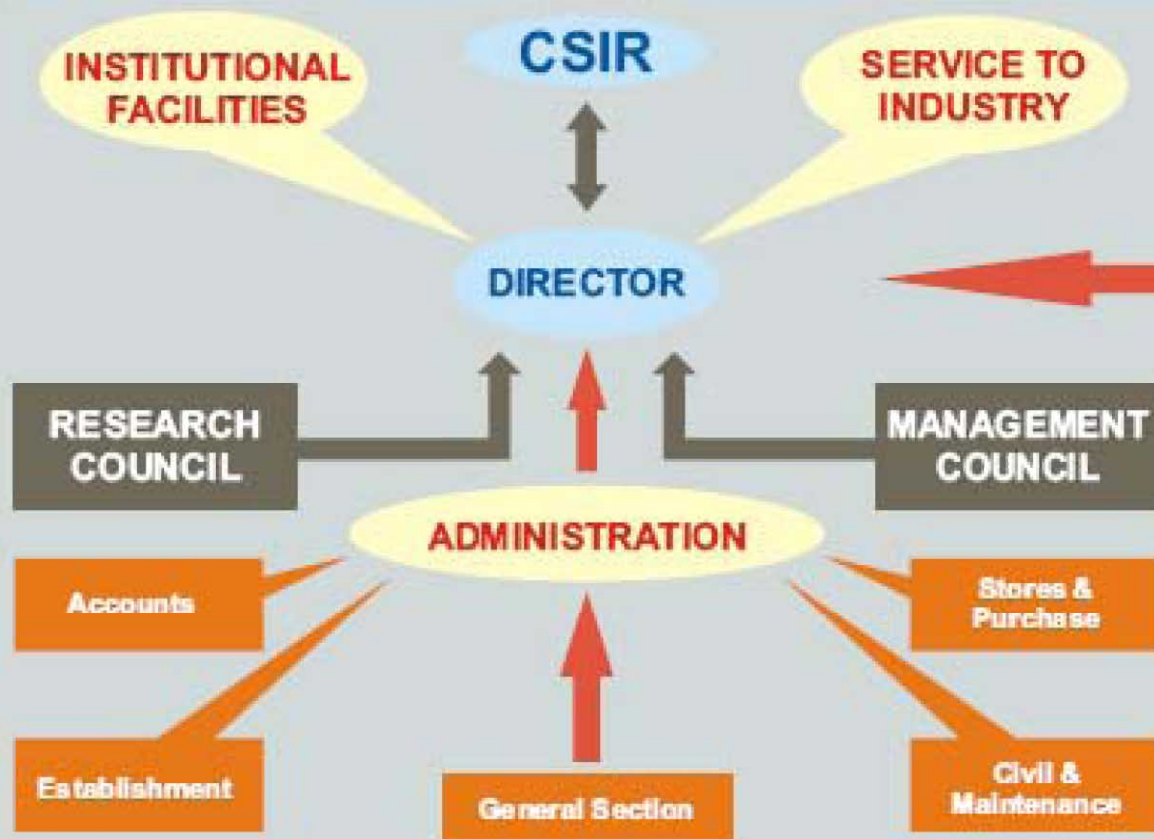 INSTITUTIONAL
FACILITIES
CSIR
SERVICE TO
INDUSTRY
DIRECTOR
RESEARCH
COUNCIL
MANAGEMENT
COUNCIL
ADMINISTRATION
Accounts
Stores &
Purchase
Establishment
General Section
Civil &
Maintenance